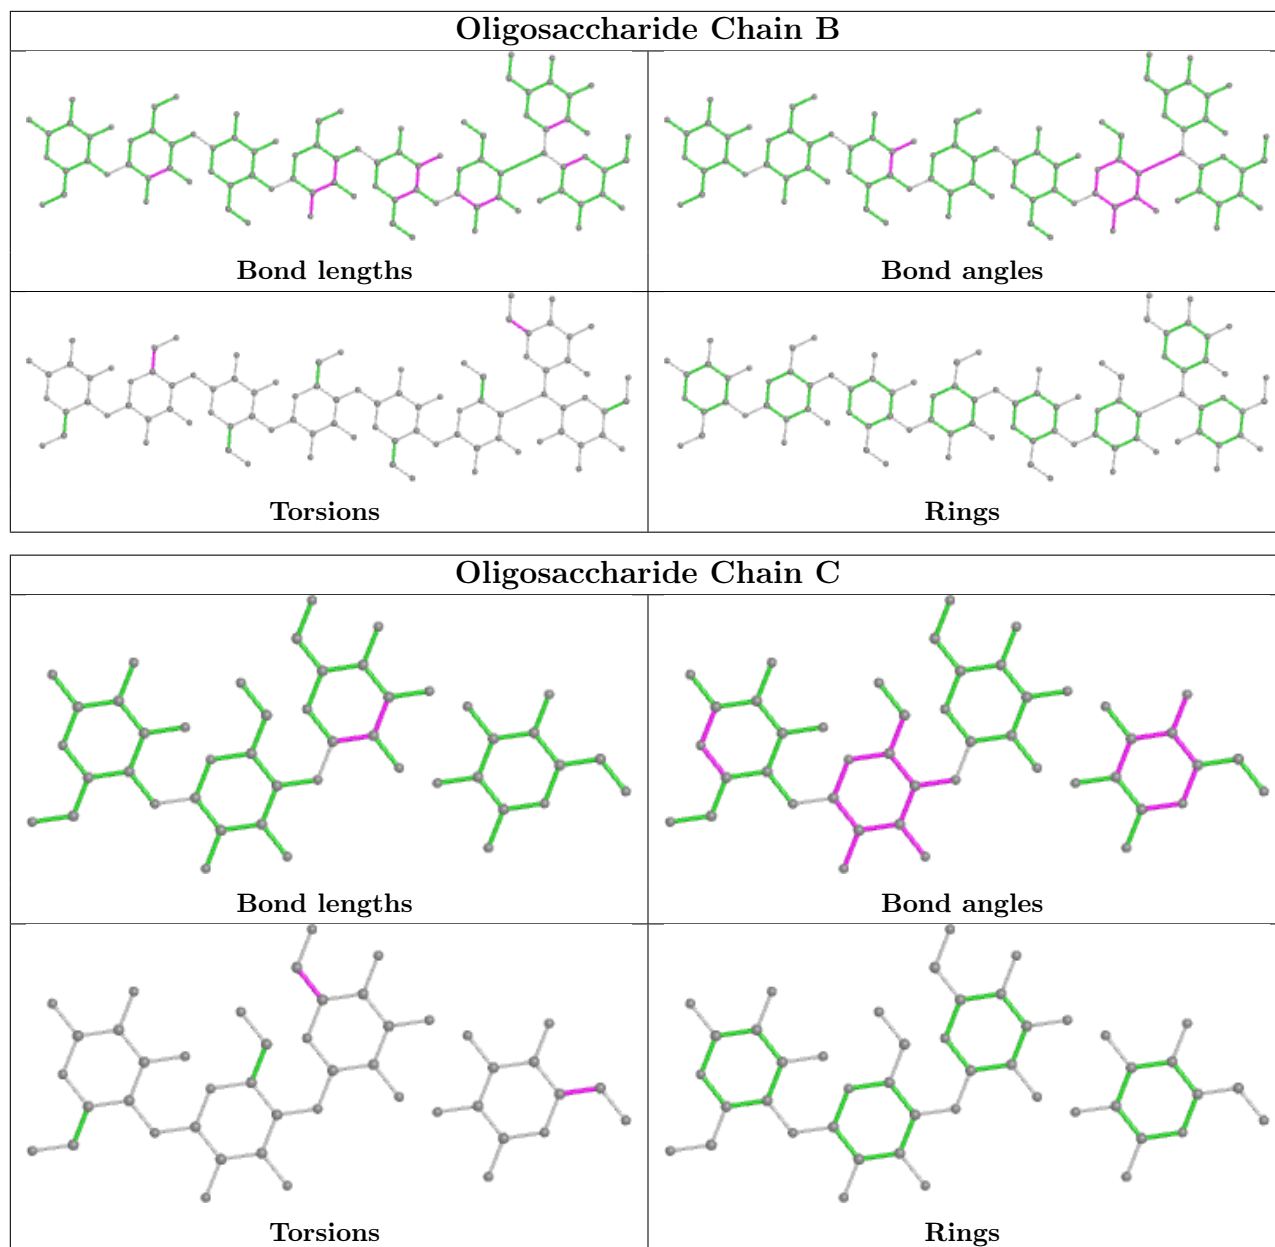 Oligosaccharide Chain B
Bond lengths
Bond angles
Torsions
Rings
Oligosaccharide Chain C
Bond lengths
Bond angles
Torsions
Rings